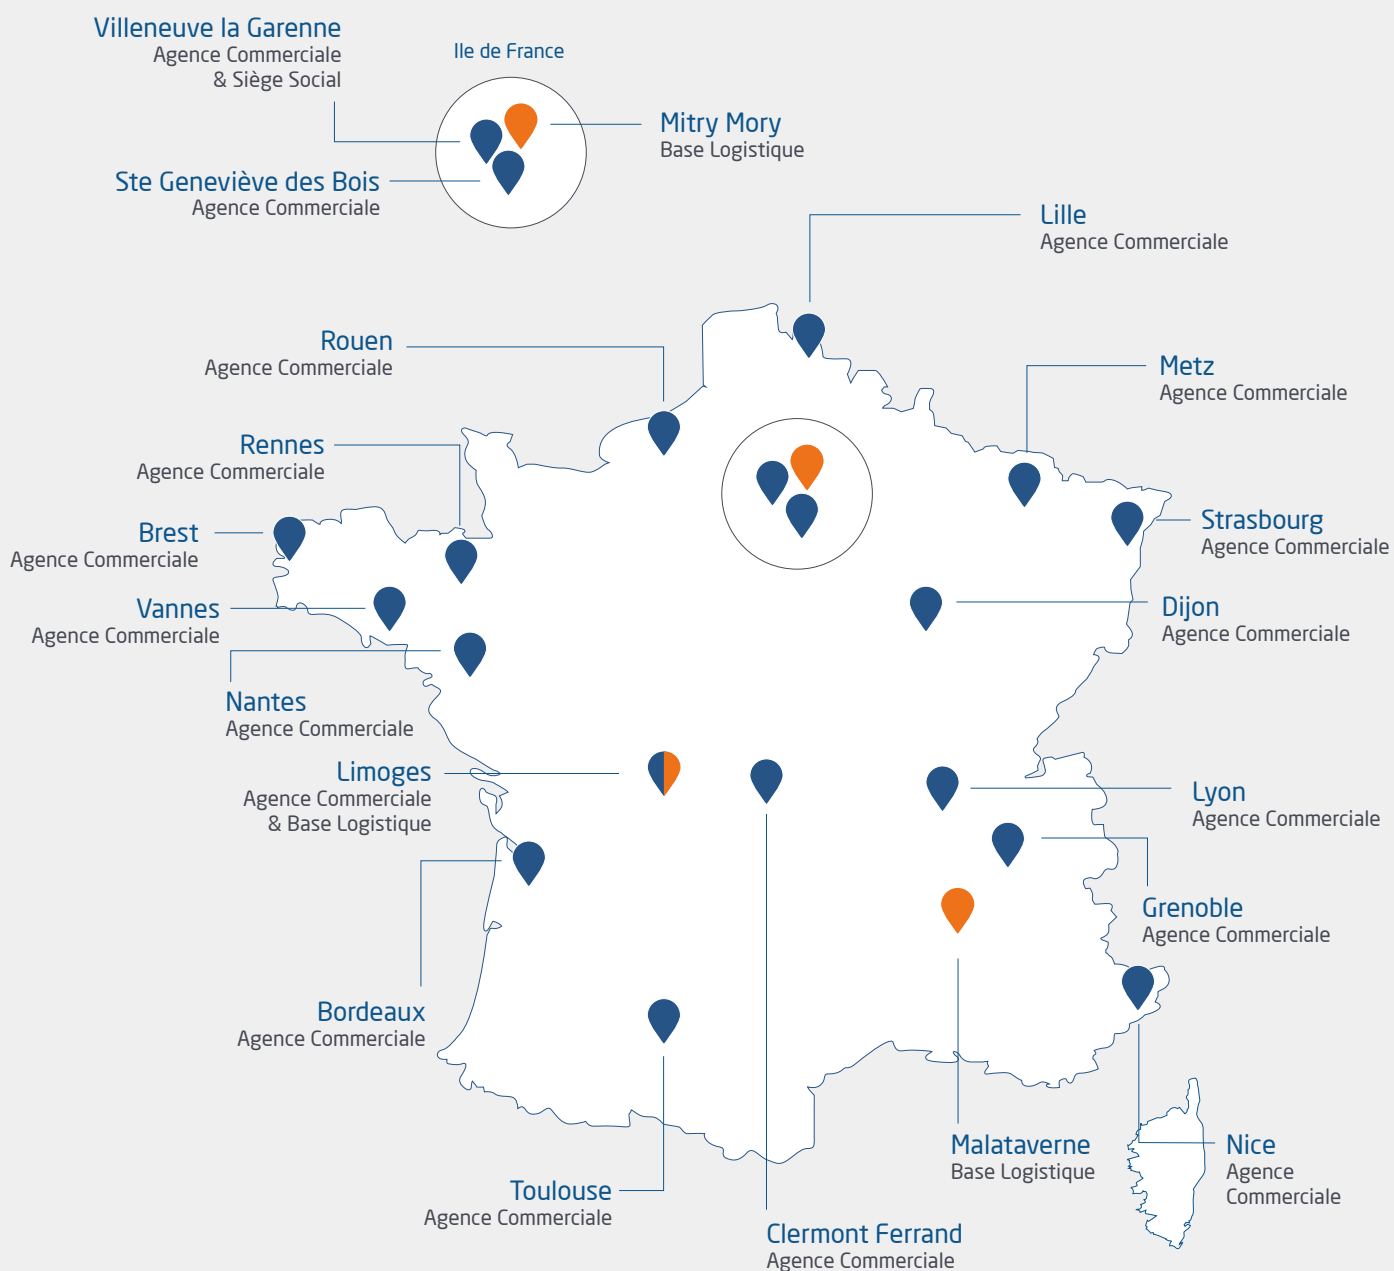 Villeneuve la Garenne
Agence Commerciale
& Siège Social
Ile de France
Mitry Mory
Base Logistique
Ste Geneviève des Bois
Agence Commerciale
Lille
Agence Commerciale
Rouen
Agence Commerciale
Metz
Agence Commerciale
Rennes
Agence Commerciale
Strasbourg
Agence Commerciale
Brest
Agence Commerciale
Vannes
Agence Commerciale
Dijon
Agence Commerciale
Nantes
Agence Commerciale
Limoges
Agence Commerciale
& Base Logistique
Lyon
Agence Commerciale
Grenoble
Agence Commerciale
Bordeaux
Agence Commerciale
Malataverne
Base Logistique
Nice
Agence
Commerciale
Toulouse
Agence Commerciale
Clermont Ferrand
Agence Commerciale